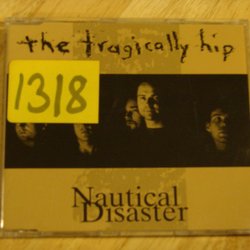 the tragically hip
1318
Nautical
Disaster